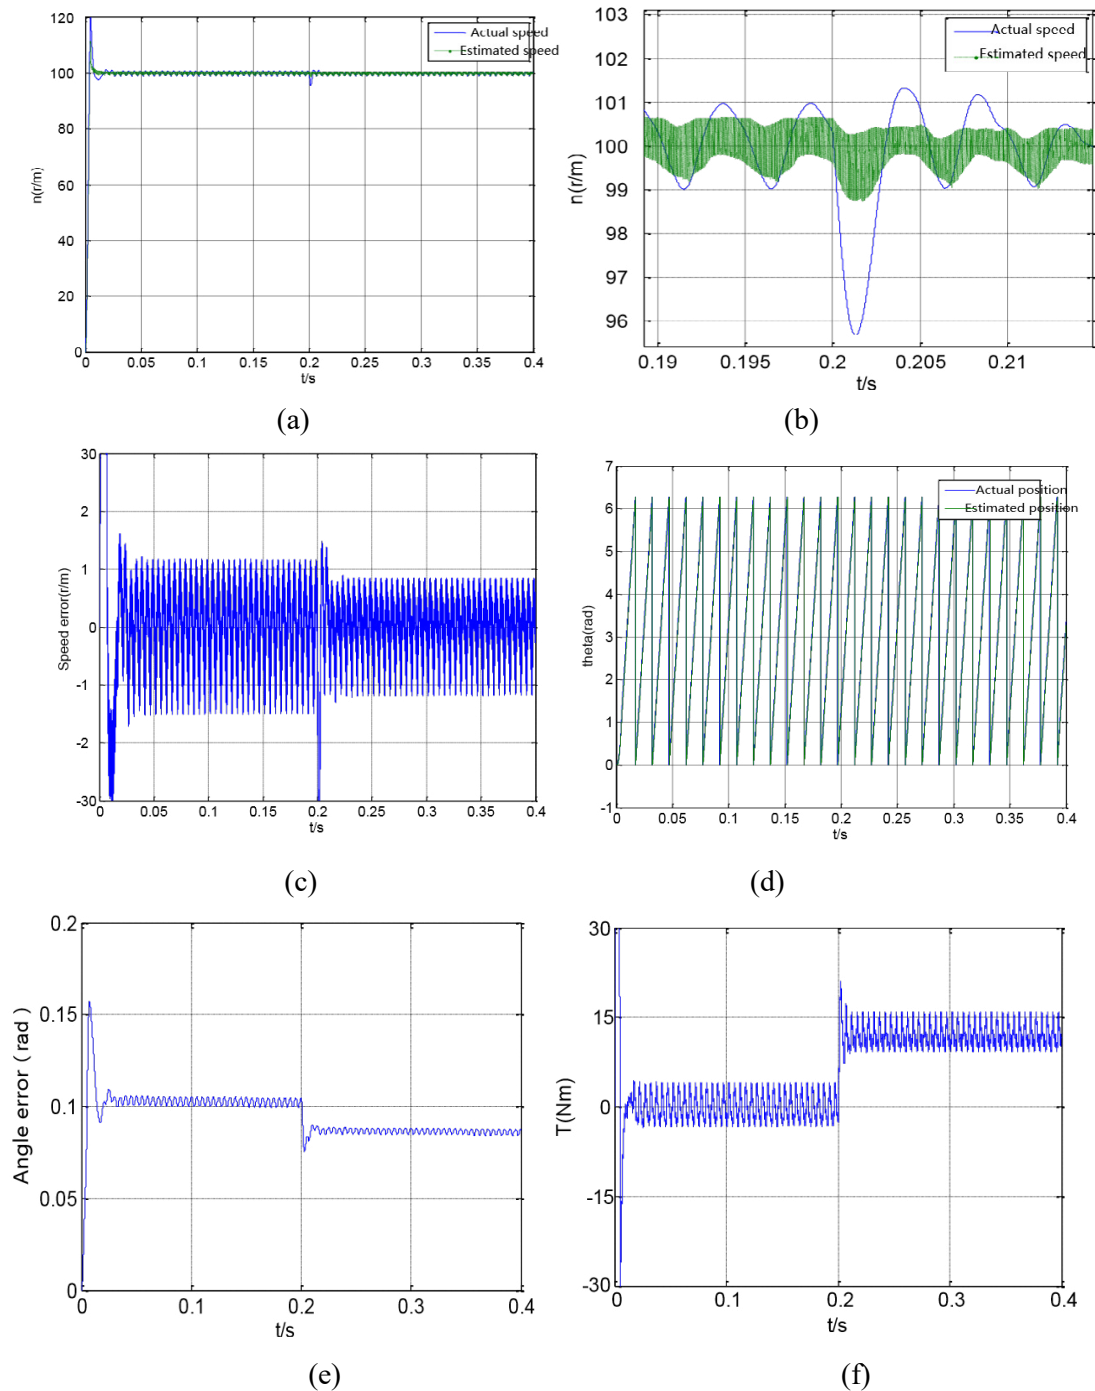 120
100
80
60
40
20
0
n(r/m)
Actual speed
Estimated speed
0 0.05 0.1 0.15 0.2 0.25 0.3 0.35 0.4
t/s
(a)
103
102
101
100
99
98
97
96
n(r/m)
Actual speed
Estimated speed
0.19 0.195 0.2 0.205 0.21
t/s
(b)
30
2
1
0
-1
-2
-30
Speed error(r/m)
0 0.05 0.1 0.15 0.2 0.25 0.3 0.35 0.4
t/s
(c)
7
6
5
4
3
2
1
0
-1
theta(rad)
Actual position
Estimated position
0 0.05 0.1 0.15 0.2 0.25 0.3 0.35 0.4
t/s
(d)
0.2
0.15
0.1
0.05
0
Angle error ( rad )
0 0.1 0.2 0.3 0.4
t/s
(e)
30
15
0
-15
-30
T(Nm)
0 0.1 0.2 0.3 0.4
t/s
(f)